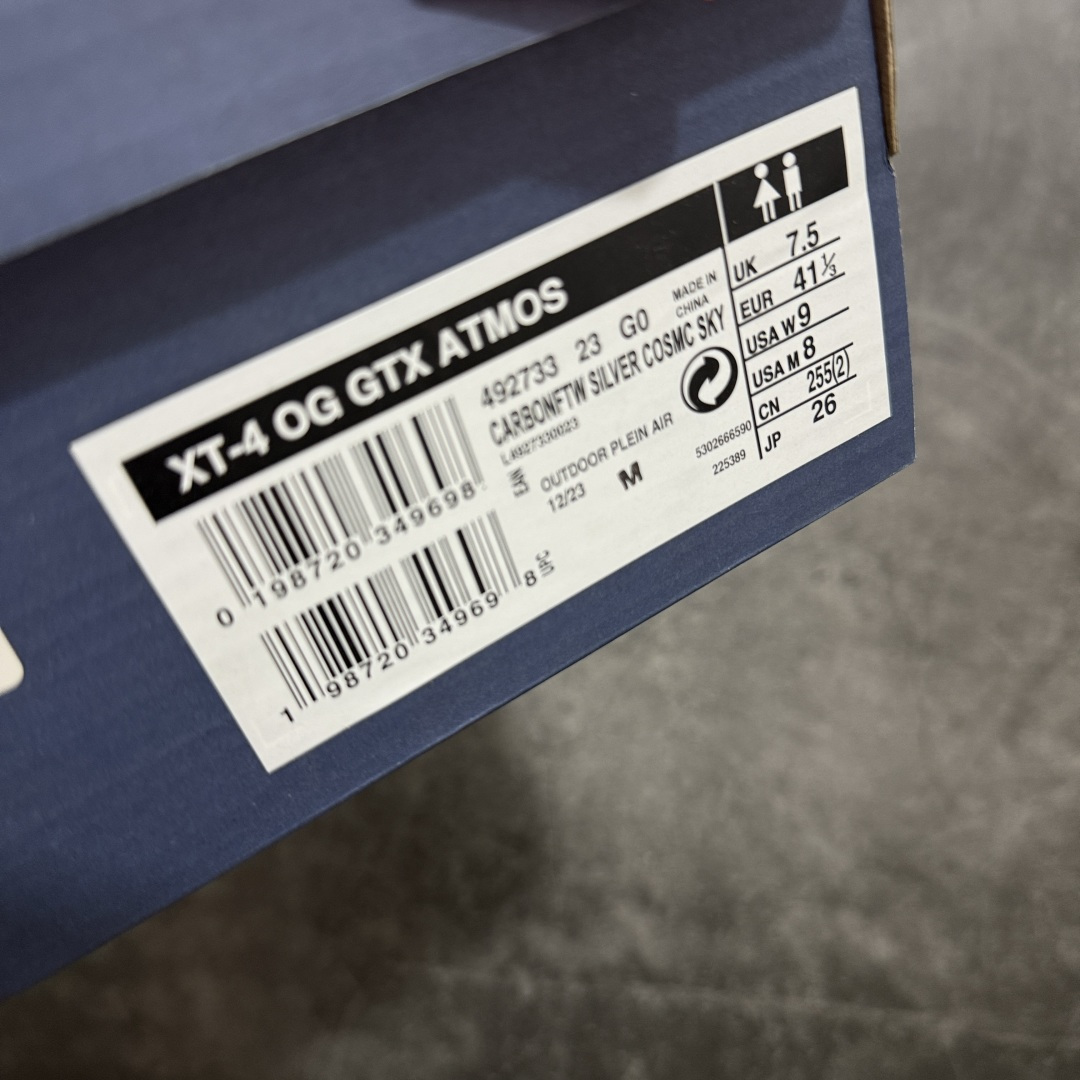 XT-4 OG GTX ATMOS
492733 23 G0
MADE IN
CHINA
CARBONFTW SILVER COSMC SKY
L4927330023
OUTDOOR PLEIN AIR
12/23
M
5302666590
225389
EAN
0 198720 349698
UPC
1 98720 34969 8
UK 7.5
EUR 41⅓
USA W 9
USA M 8
CN 255(2)
JP 26